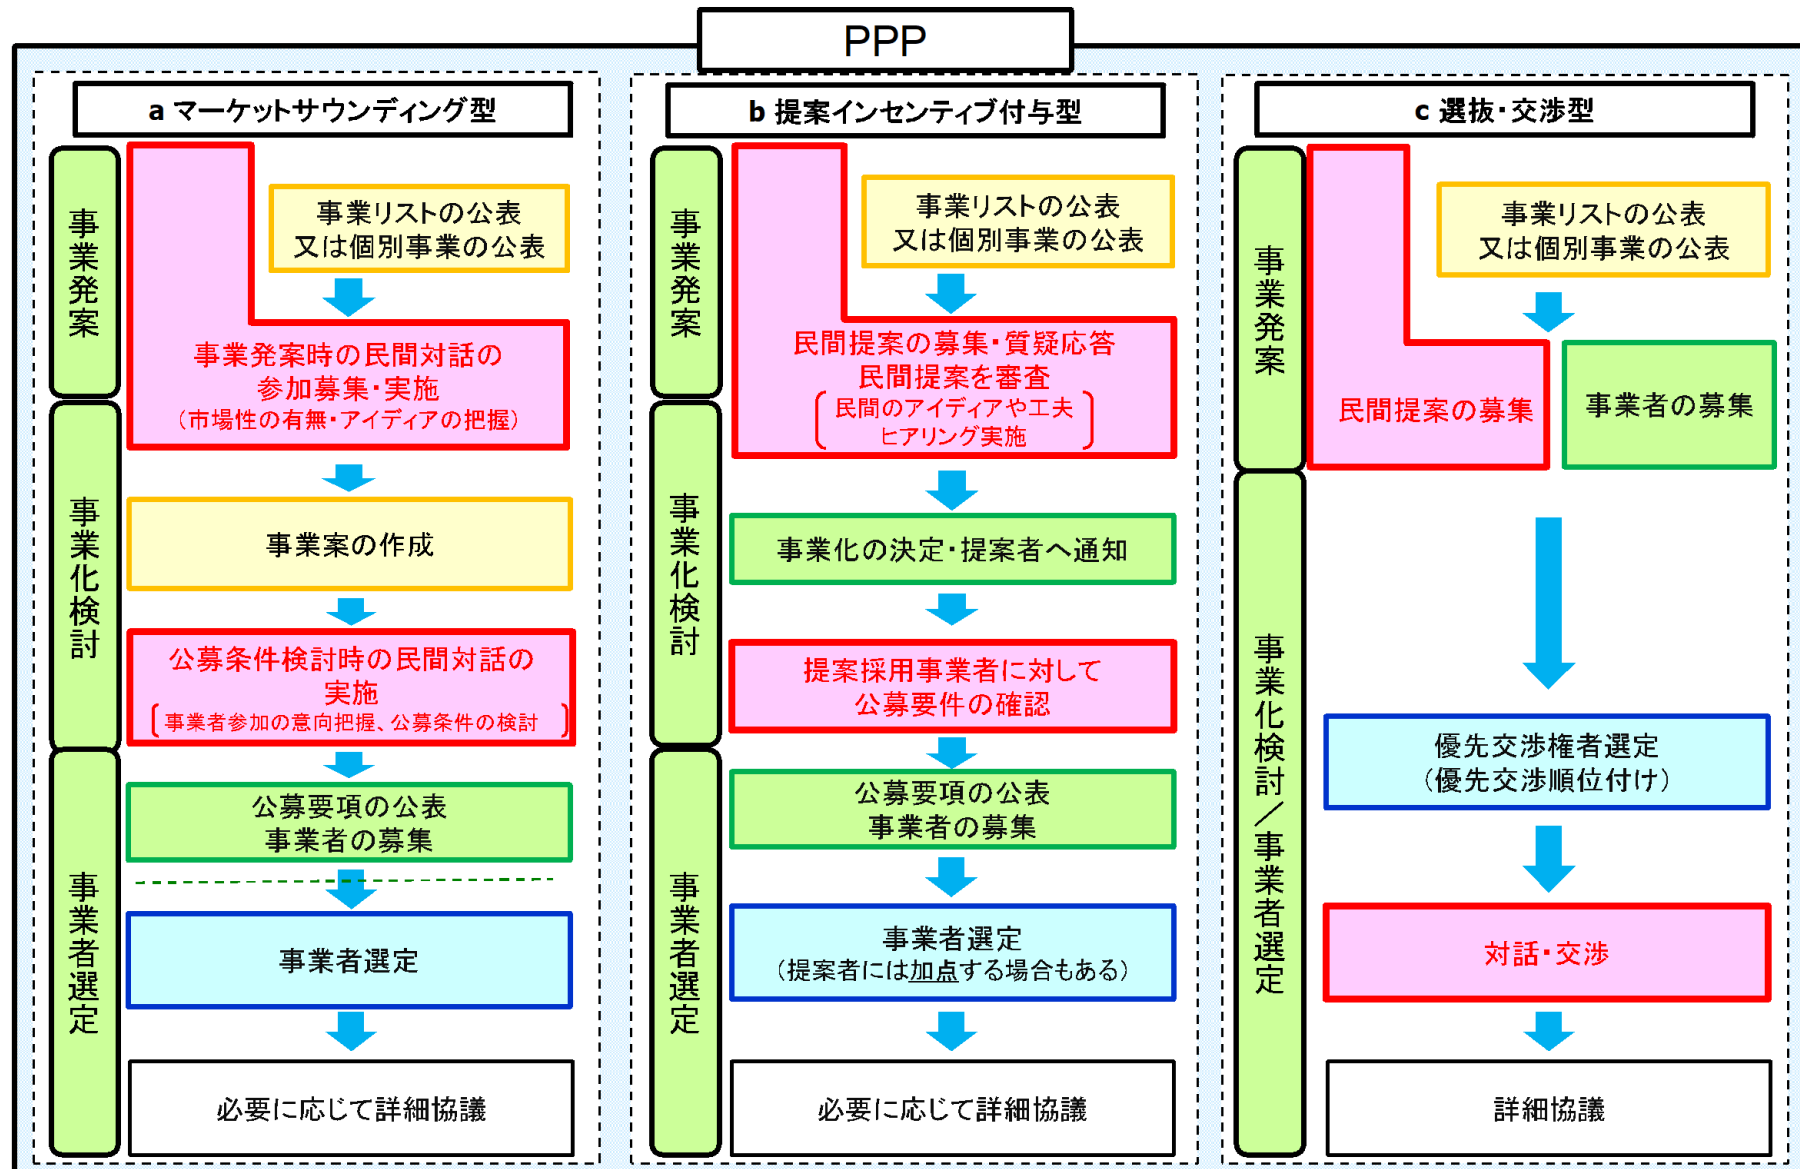 PPP
a マーケットサウンディング型
事業発案
事業リストの公表
又は個別事業の公表
事業発案時の民間対話の
参加募集・実施
（市場性の有無・アイディアの把握）
事業化検討
事業案の作成
公募条件検討時の民間対話の
実施
事業者参加の意向把握、公募条件の検討
事業者選定
公募要項の公表
事業者の募集
事業者選定
必要に応じて詳細協議
b 提案インセンティブ付与型
事業発案
事業リストの公表
又は個別事業の公表
民間提案の募集・質疑応答
民間提案を審査
民間のアイディアや工夫
ヒアリング実施
事業化検討
事業化の決定・提案者へ通知
提案採用事業者に対して
公募要件の確認
事業者選定
公募要項の公表
事業者の募集
事業者選定
（提案者には加点する場合もある）
必要に応じて詳細協議
c 選抜・交渉型
事業発案
事業リストの公表
又は個別事業の公表
民間提案の募集
事業者の募集
事業化検討／事業者選定
優先交渉権者選定
（優先交渉順位付け）
対話・交渉
詳細協議